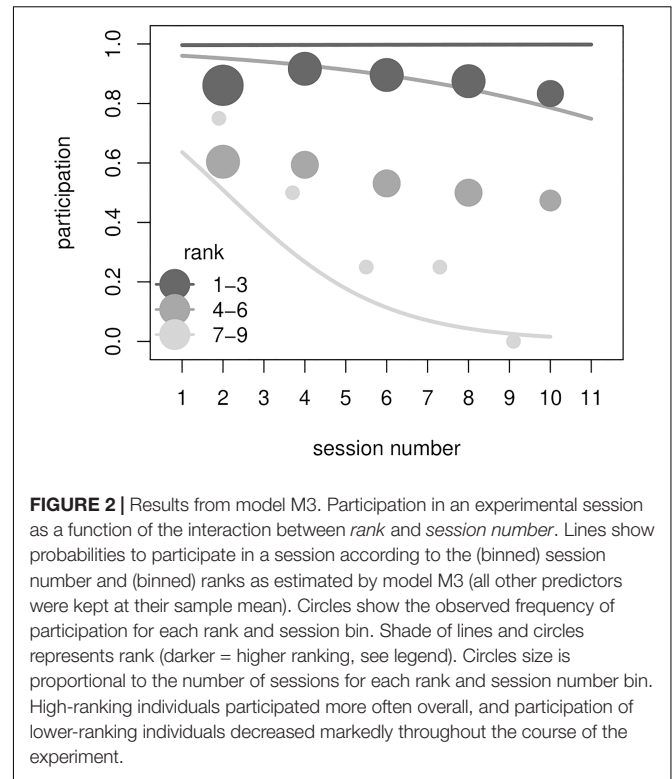 1.0
0.8
0.6
0.4
0.2
0.0
participation
rank
1–3
4–6
7–9
1 2 3 4 5 6 7 8 9 10 11
session number
FIGURE 2 | Results from model M3. Participation in an experimental session
as a function of the interaction between rank and session number. Lines show
probabilities to participate in a session according to the (binned) session
number and (binned) ranks as estimated by model M3 (all other predictors
were kept at their sample mean). Circles show the observed frequency of
participation for each rank and session bin. Shade of lines and circles
represents rank (darker = higher ranking, see legend). Circles size is
proportional to the number of sessions for each rank and session number bin.
High-ranking individuals participated more often overall, and participation of
lower-ranking individuals decreased markedly throughout the course of the
experiment.